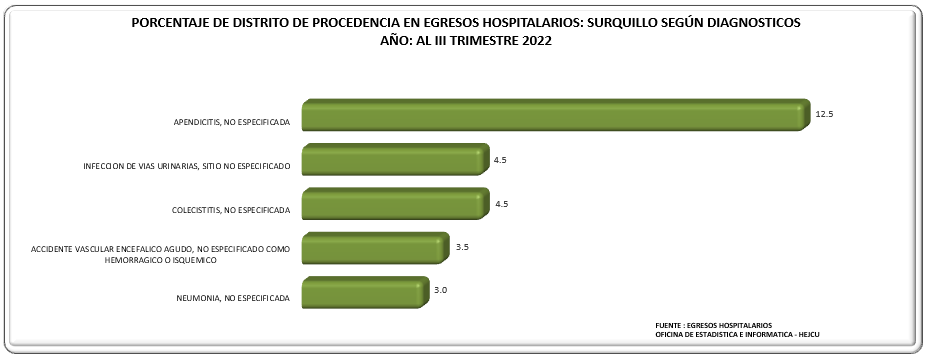 PORCENTAJE DE DISTRITO DE PROCEDENCIA EN EGRESOS HOSPITALARIOS: SURQUILLO SEGÚN DIAGNOSTICOS
AÑO: AL III TRIMESTRE 2022
APENDICITIS, NO ESPECIFICADA
12.5
INFECCION DE VIAS URINARIAS, SITIO NO ESPECIFICADO
4.5
COLECISTITIS, NO ESPECIFICADA
4.5
ACCIDENTE VASCULAR ENCEFALICO AGUDO, NO ESPECIFICADO COMO
HEMORRAGICO O ISQUEMICO
3.5
NEUMONIA, NO ESPECIFICADA
3.0
FUENTE : EGRESOS HOSPITALARIOS
OFICINA DE ESTADISTICA E INFORMATICA - HEJCU